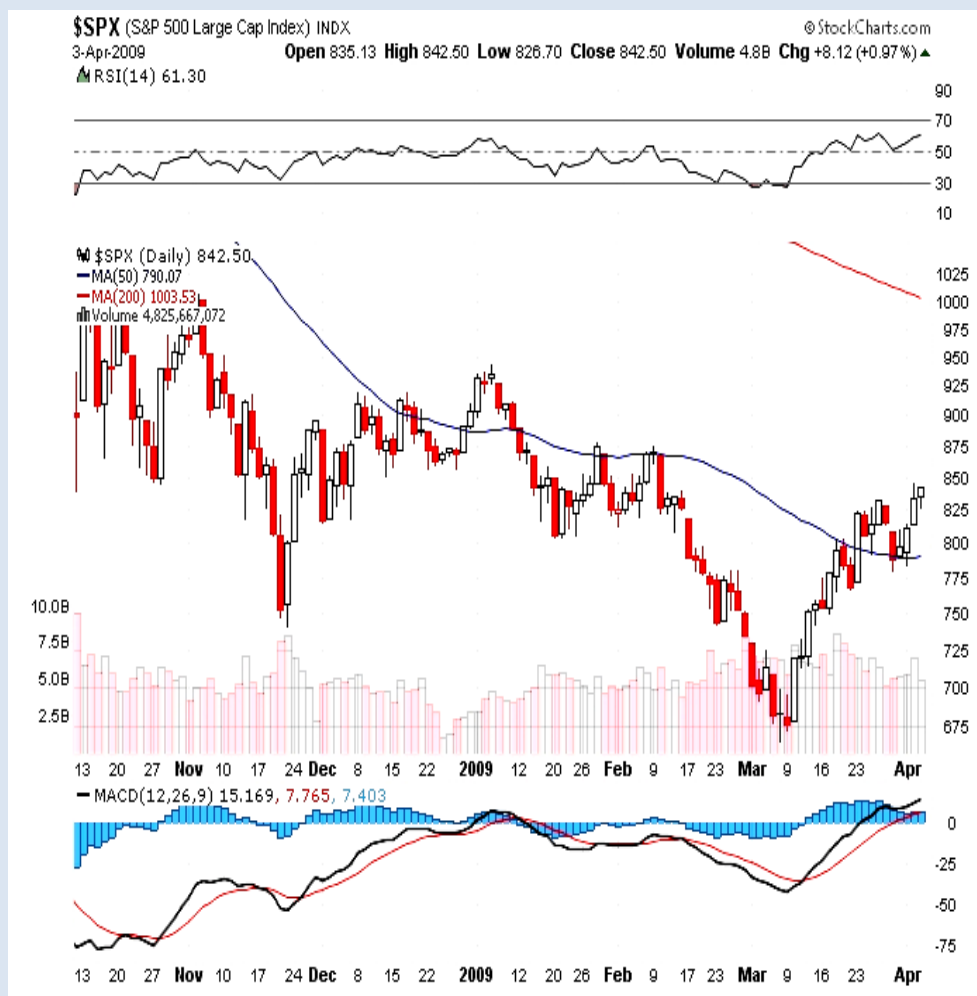 $SPX (S&P 500 Large Cap Index) INDX © StockCharts.com
3-Apr-2009 Open 835.13 High 842.50 Low 826.70 Close 842.50 Volume 4.8B Chg +8.12 (+0.97%)
RSI(14) 61.30
90
70
50
30
10
$SPX (Daily) 842.50
MA(50) 790.07
MA(200) 1003.53
Volume 4,825,667,072
1025
1000
975
950
925
900
875
850
825
800
775
750
725
700
675
10.0B
7.5B
5.0B
2.5B
13 20 27 Nov 10 17 24 Dec 8 15 22 2009 12 20 26 Feb 9 17 23 Mar 9 16 23 Apr
MACD(12,26,9) 15.169, 7.765, 7.403
0
-25
-50
-75
13 20 27 Nov 10 17 24 Dec 8 15 22 2009 12 20 26 Feb 9 17 23 Mar 9 16 23 Apr